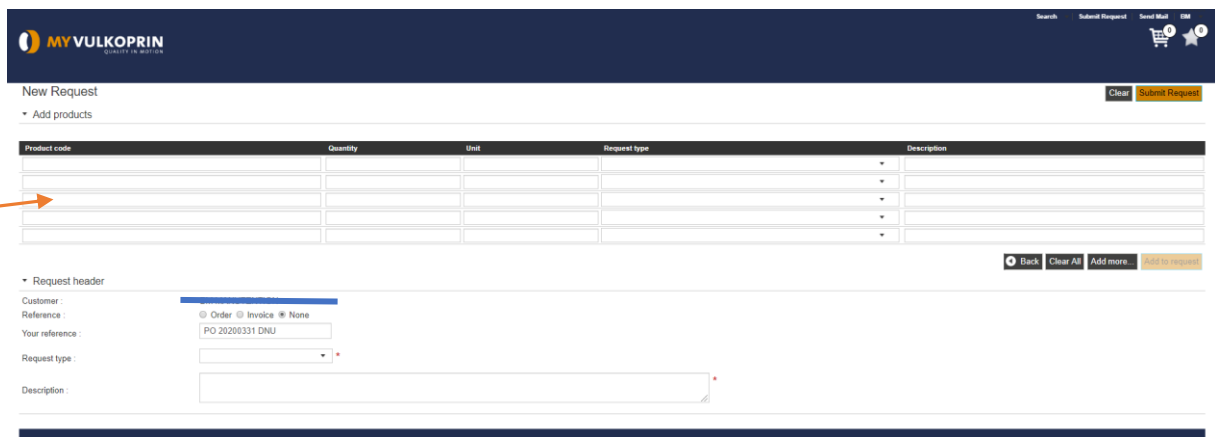 Search Submit Request Send Mail BM
MY VULKOPRIN
QUALITY IN MOTION
0 0
New Request
Clear Submit Request
Add products
Product code Quantity Unit Request type Description
Back Clear All Add more... Add to request
Request header
Customer :
Reference : Order Invoice None
Your reference : PO 20200331 DNU
Request type : *
Description : *